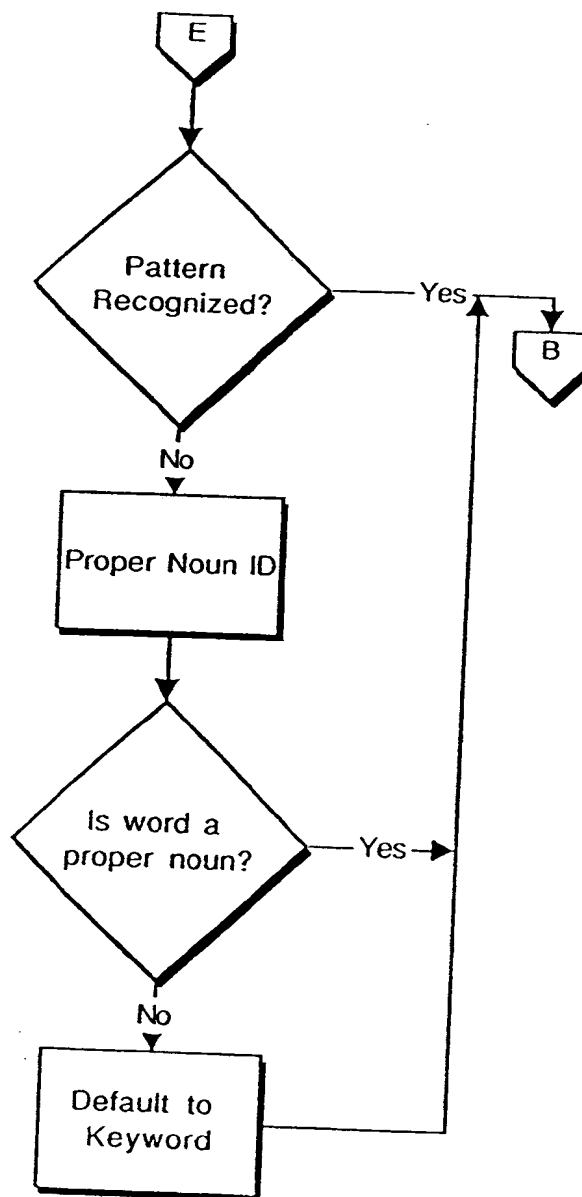 E
Pattern
Recognized?
Yes
B
No
Proper Noun ID
Is word a
proper noun?
Yes
No
Default to
Keyword